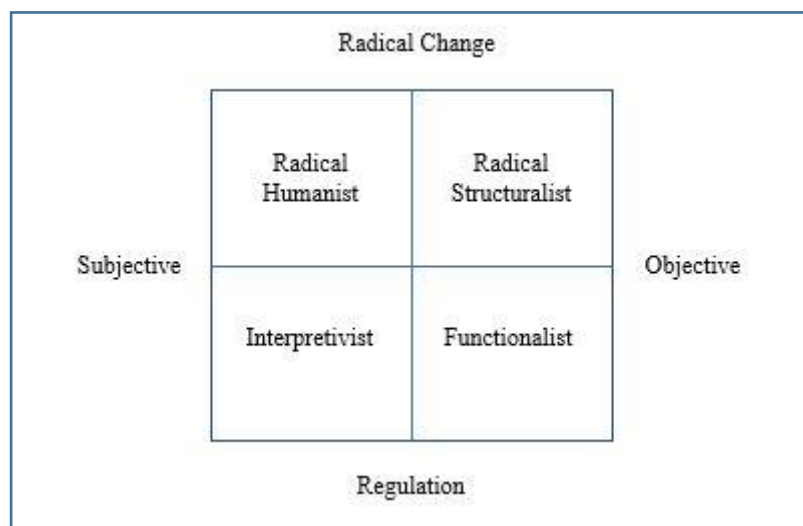 Radical Change
Radical
Humanist
Radical
Structuralist
Subjective
Objective
Interpretivist
Functionalist
Regulation